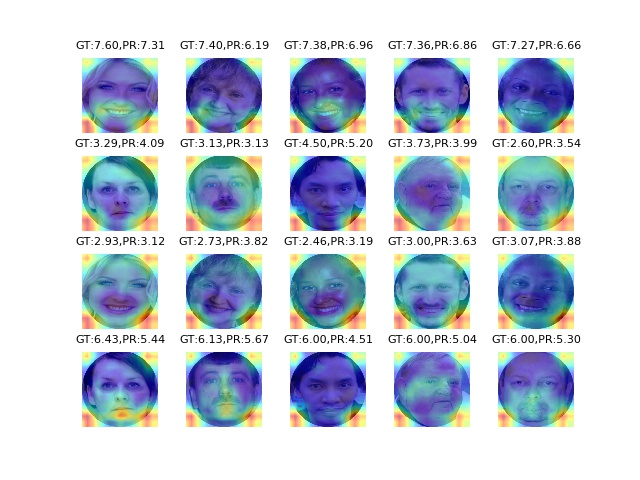 GT:7.60,PR:7.31 GT:7.40,PR:6.19 GT:7.38,PR:6.96 GT:7.36,PR:6.86 GT:7.27,PR:6.66
GT:3.29,PR:4.09 GT:3.13,PR:3.13 GT:4.50,PR:5.20 GT:3.73,PR:3.99 GT:2.60,PR:3.54
GT:2.93,PR:3.12 GT:2.73,PR:3.82 GT:2.46,PR:3.19 GT:3.00,PR:3.63 GT:3.07,PR:3.88
GT:6.43,PR:5.44 GT:6.13,PR:5.67 GT:6.00,PR:4.51 GT:6.00,PR:5.04 GT:6.00,PR:5.30